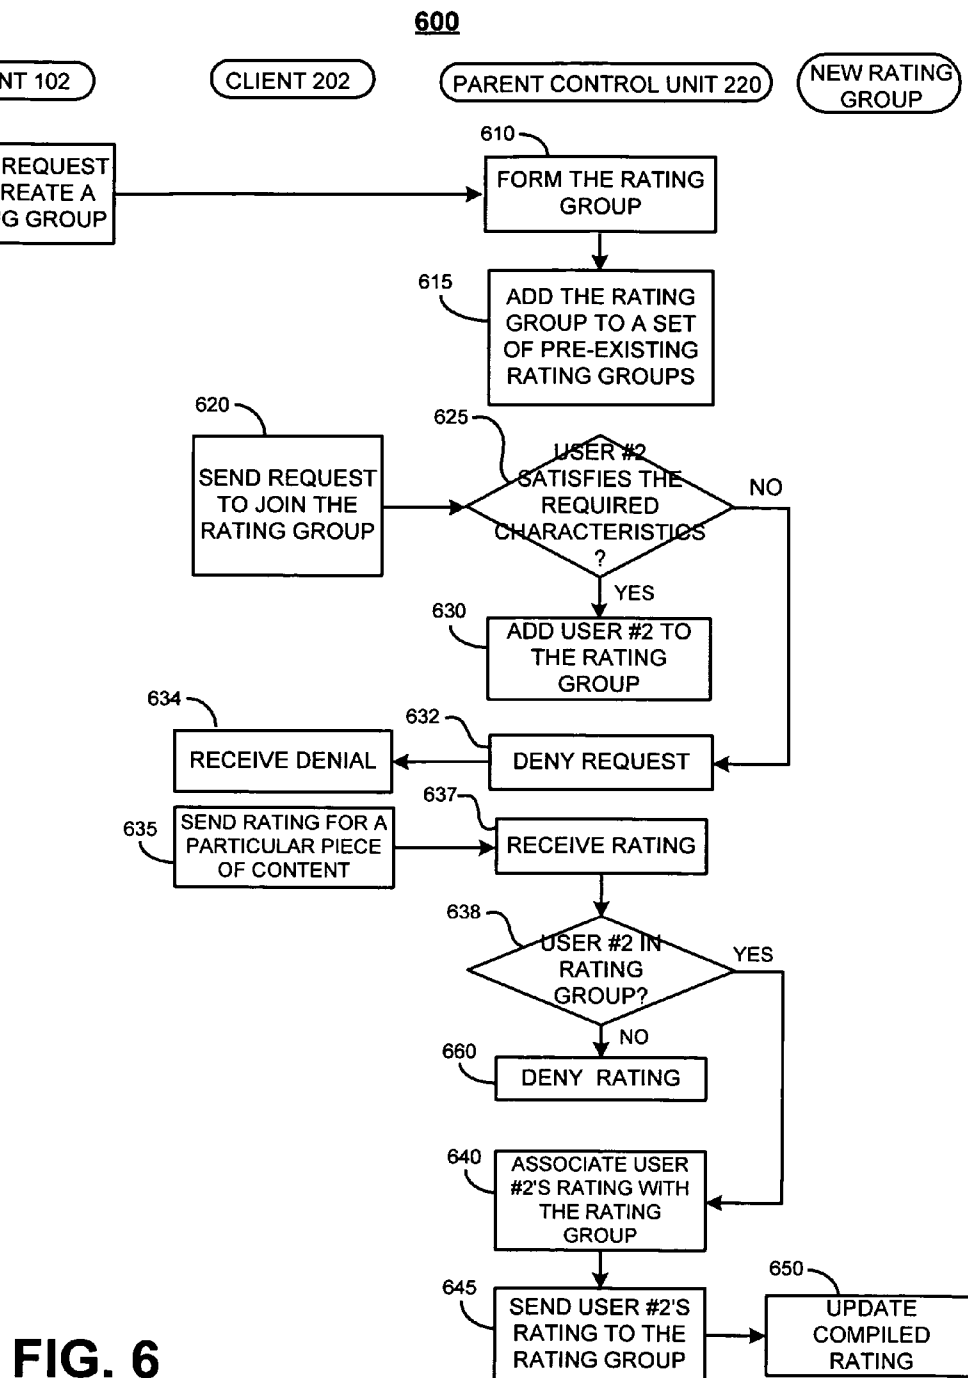 600
NT 102
CLIENT 202
PARENT CONTROL UNIT 220
NEW RATING
GROUP
REQUEST
REATE A
G GROUP
610
FORM THE RATING
GROUP
615
ADD THE RATING
GROUP TO A SET
OF PRE-EXISTING
RATING GROUPS
620
SEND REQUEST
TO JOIN THE
RATING GROUP
625
USER #2
SATISFIES THE
REQUIRED
CHARACTERISTICS
?
NO
YES
630
ADD USER #2 TO
THE RATING
GROUP
634
RECEIVE DENIAL
632
DENY REQUEST
635
SEND RATING FOR A
PARTICULAR PIECE
OF CONTENT
637
RECEIVE RATING
638
USER #2 IN
RATING
GROUP?
YES
NO
660
DENY RATING
640
ASSOCIATE USER
#2'S RATING WITH
THE RATING
GROUP
645
SEND USER #2'S
RATING TO THE
RATING GROUP
650
UPDATE
COMPILED
RATING
FIG. 6